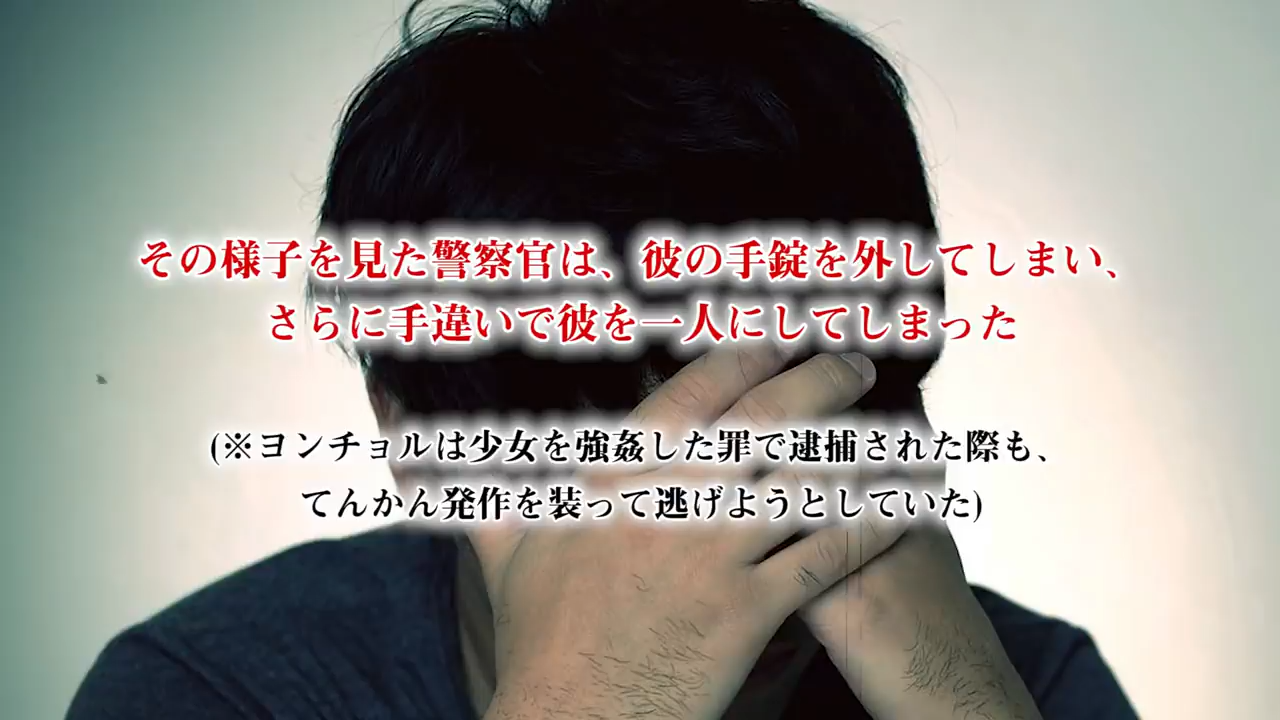 その様子を見た警察官は、彼の手錠を外してしまい、
さらに手違いで彼を一人にしてしまった
(※ヨンチョルは少女を強姦した罪で逮捕された際も、
てんかん発作を装って逃げようとしていた)